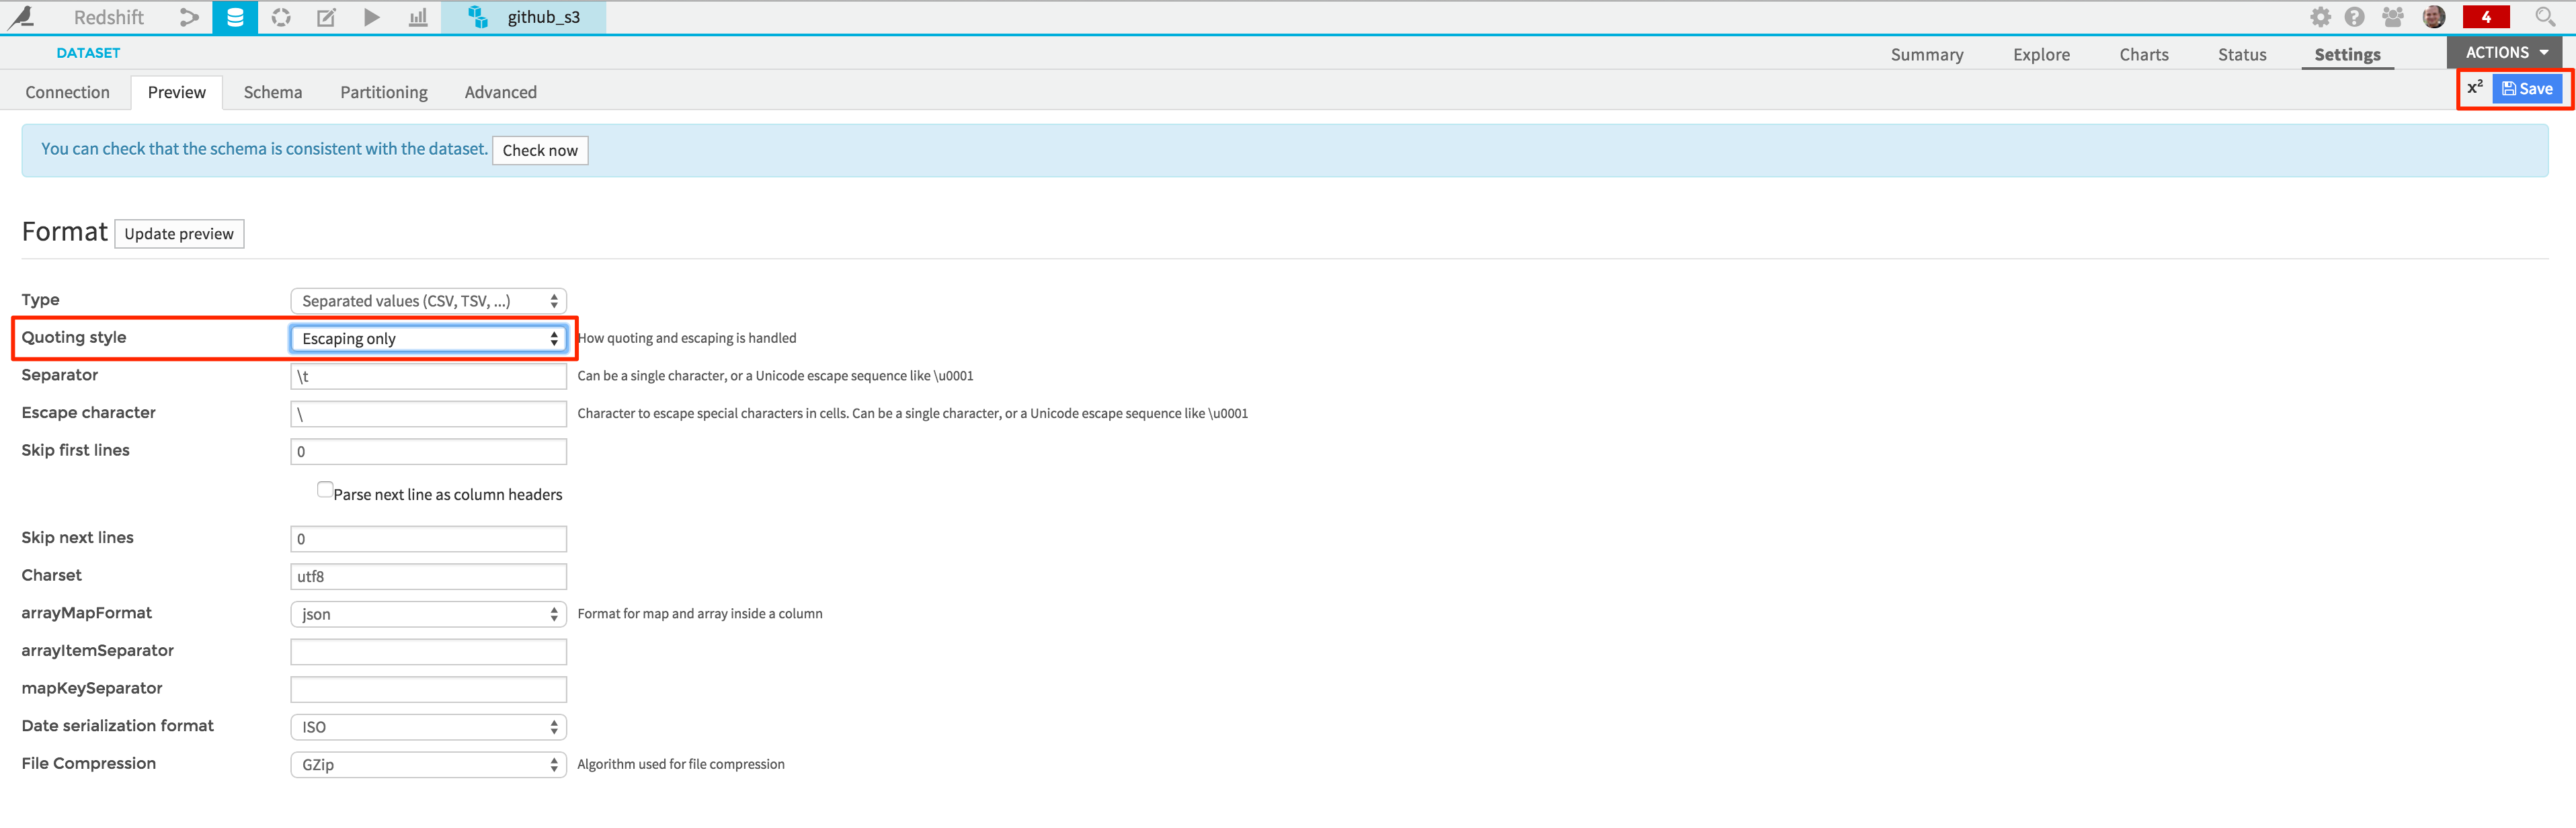 Redshift github_s3 4
DATASET Summary Explore Charts Status Settings ACTIONS
Connection Preview Schema Partitioning Advanced x² Save
You can check that the schema is consistent with the dataset. Check now
Format Update preview
Type Separated values (CSV, TSV, ...)
Quoting style Escaping only How quoting and escaping is handled
Separator \t Can be a single character, or a Unicode escape sequence like \u0001
Escape character \ Character to escape special characters in cells. Can be a single character, or a Unicode escape sequence like \u0001
Skip first lines 0
Parse next line as column headers
Skip next lines 0
Charset utf8
arrayMapFormat json Format for map and array inside a column
arrayItemSeparator
mapKeySeparator
Date serialization format ISO
File Compression GZip Algorithm used for file compression